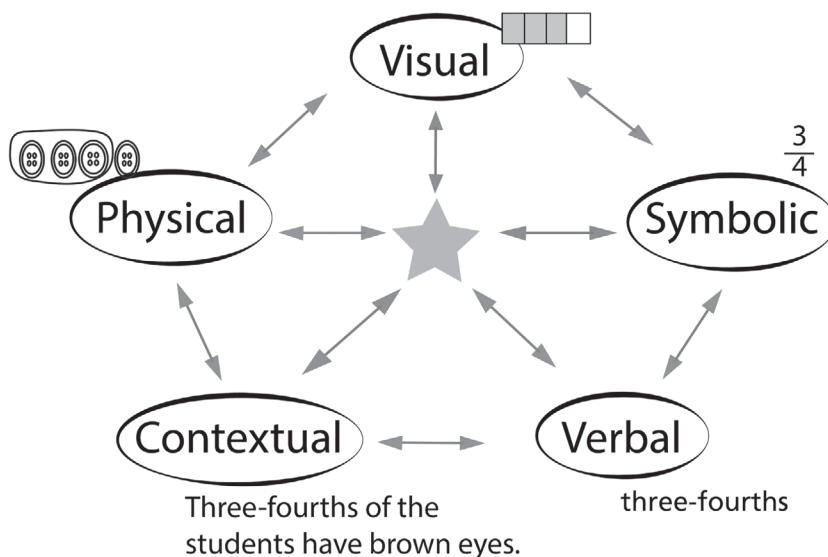 Visual
3
4
Physical
Symbolic
Contextual
Verbal
Three-fourths of the
students have brown eyes.
three-fourths